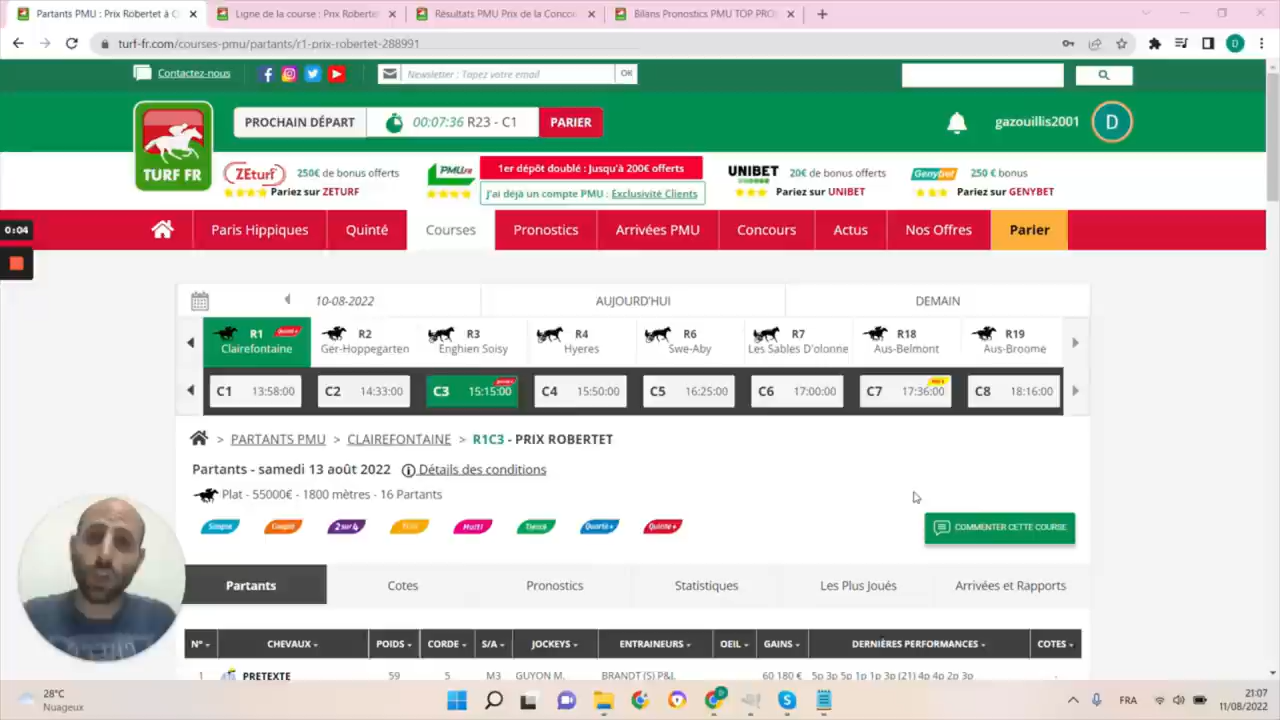 Partants PMU : Prix Robertet à C
Ligne de la course : Prix Roberte
Résultats PMU Prix de la Conco
Bilans Pronostics PMU TOP PRO
turf-fr.com/courses-pmu/partants/r1-prix-robertet-288991
Contactez-nous
Newsletter : Tapez votre email
OK
TURF FR
PROCHAIN DÉPART
00:07:36 R23 - C1
PARIER
gazouillis2001
D
ZEturf
250€ de bonus offerts
Pariez sur ZETURF
PMU.fr
1er dépôt doublé : Jusqu'à 200€ offerts
J'ai déjà un compte PMU : Exclusivité Clients
UNIBET
20€ de bonus offerts
Pariez sur UNIBET
Genybet
250 € bonus
Pariez sur GENYBET
0:04
Paris Hippiques
Quinté
Courses
Pronostics
Arrivées PMU
Concours
Actus
Nos Offres
Parier
10-08-2022
AUJOURD'HUI
DEMAIN
R1
Clairefontaine
R2
Ger-Hoppegarten
R3
Enghien Soisy
R4
Hyeres
R6
Swe-Aby
R7
Les Sables D'olonne
R18
Aus-Belmont
R19
Aus-Broome
C1 13:58:00
C2 14:33:00
C3 15:15:00
C4 15:50:00
C5 16:25:00
C6 17:00:00
C7 17:36:00
C8 18:16:00
> PARTANTS PMU > CLAIREFONTAINE > R1C3 - PRIX ROBERTET
Partants - samedi 13 août 2022 Détails des conditions
Plat - 55000€ - 1800 mètres - 16 Partants
2 sur 4
Multi
Tiercé
Quarté+
Quinté+
COMMENTER CETTE COURSE
Partants
Cotes
Pronostics
Statistiques
Les Plus Joués
Arrivées et Rapports
N° CHEVAUX POIDS CORDE S/A JOCKEYS ENTRAINEURS OEIL GAINS DERNIÈRES PERFORMANCES COTES
1 PRETEXTE 59 5 M3 GUYON M. BRANDT (S) P&L 60 180 € 5p 3p 5p 1p 1p 3p (21) 4p 4p 2p 3p
28°C
Nuageux
FRA
21:07
11/08/2022